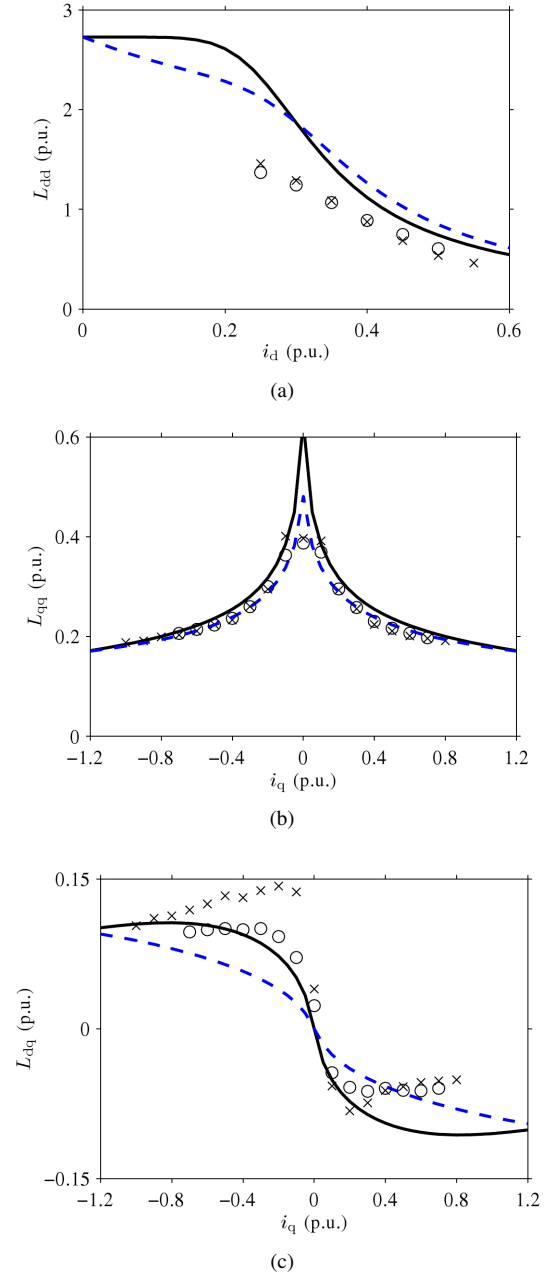 3
2
1
0
L_dd (p.u.)
0 0.2 0.4 0.6
i_d (p.u.)
(a)
0.6
0.4
0.2
0
L_qq (p.u.)
−1.2 −0.8 −0.4 0 0.4 0.8 1.2
i_q (p.u.)
(b)
0.15
0
−0.15
L_dq (p.u.)
−1.2 −0.8 −0.4 0 0.4 0.8 1.2
i_q (p.u.)
(c)